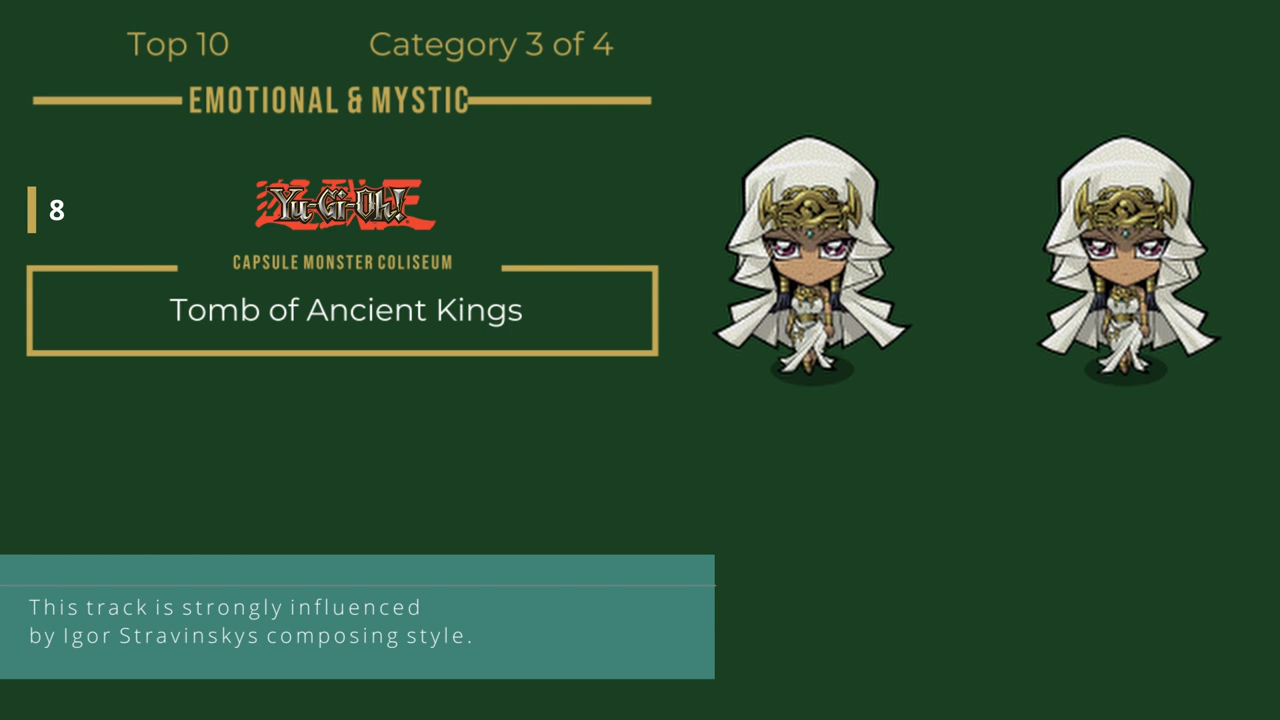 Top 10 Category 3 of 4
EMOTIONAL & MYSTIC
8
Yu-Gi-Oh!
CAPSULE MONSTER COLISEUM
Tomb of Ancient Kings
This track is strongly influenced
by Igor Stravinskys composing style.